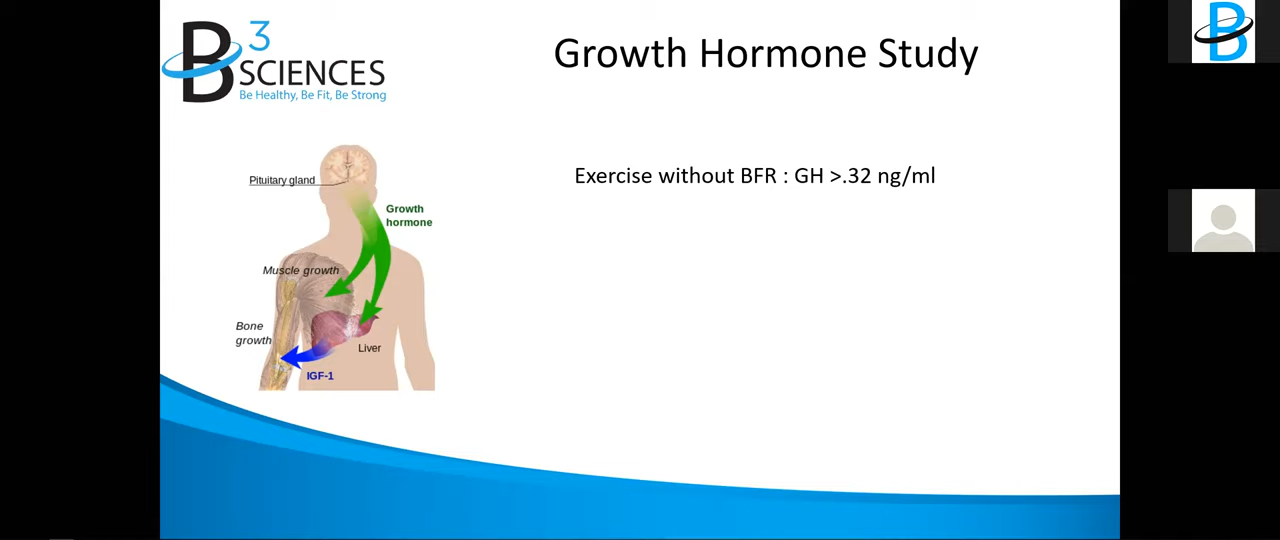 B3 SCIENCES
Be Healthy, Be Fit, Be Strong
Growth Hormone Study
Exercise without BFR : GH >.32 ng/ml
Pituitary gland
Growth
hormone
Muscle growth
Bone
growth
Liver
IGF-1
B